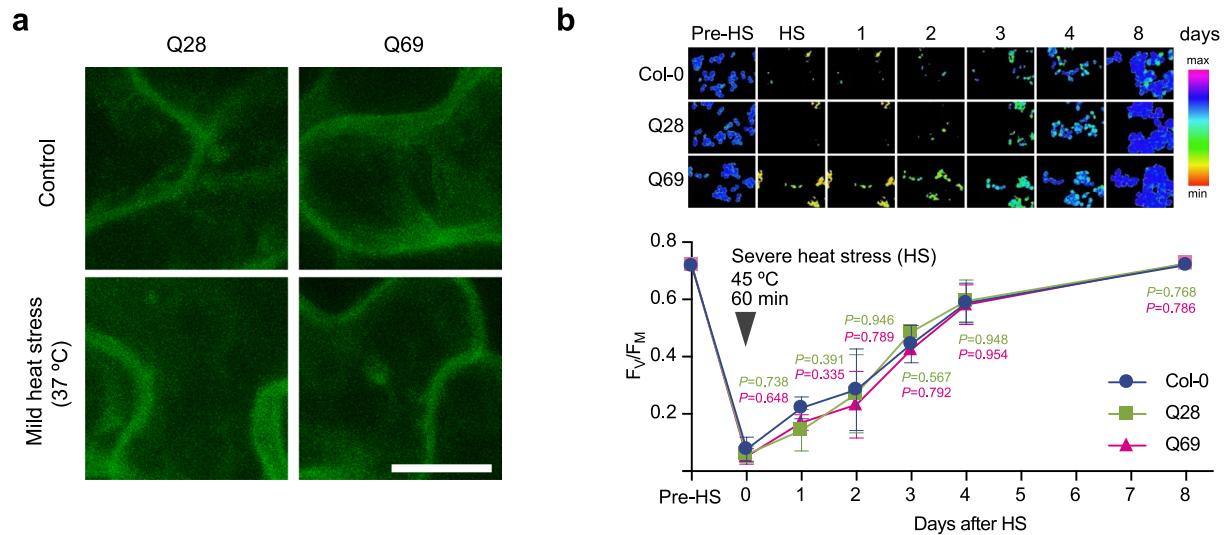 a
Q28 Q69
Control
Mild heat stress
(37 ºC)
b
Pre-HS HS 1 2 3 4 8 days
Col-0
Q28
Q69
max
min
0.8
0.6
0.4
0.2
F_V/F_M
Severe heat stress (HS)
45 ºC
60 min
P=0.738
P=0.648
P=0.391
P=0.335
P=0.946
P=0.789
P=0.567
P=0.792
P=0.948
P=0.954
P=0.768
P=0.786
Col-0
Q28
Q69
Pre-HS 0 1 2 3 4 5 6 7 8
Days after HS